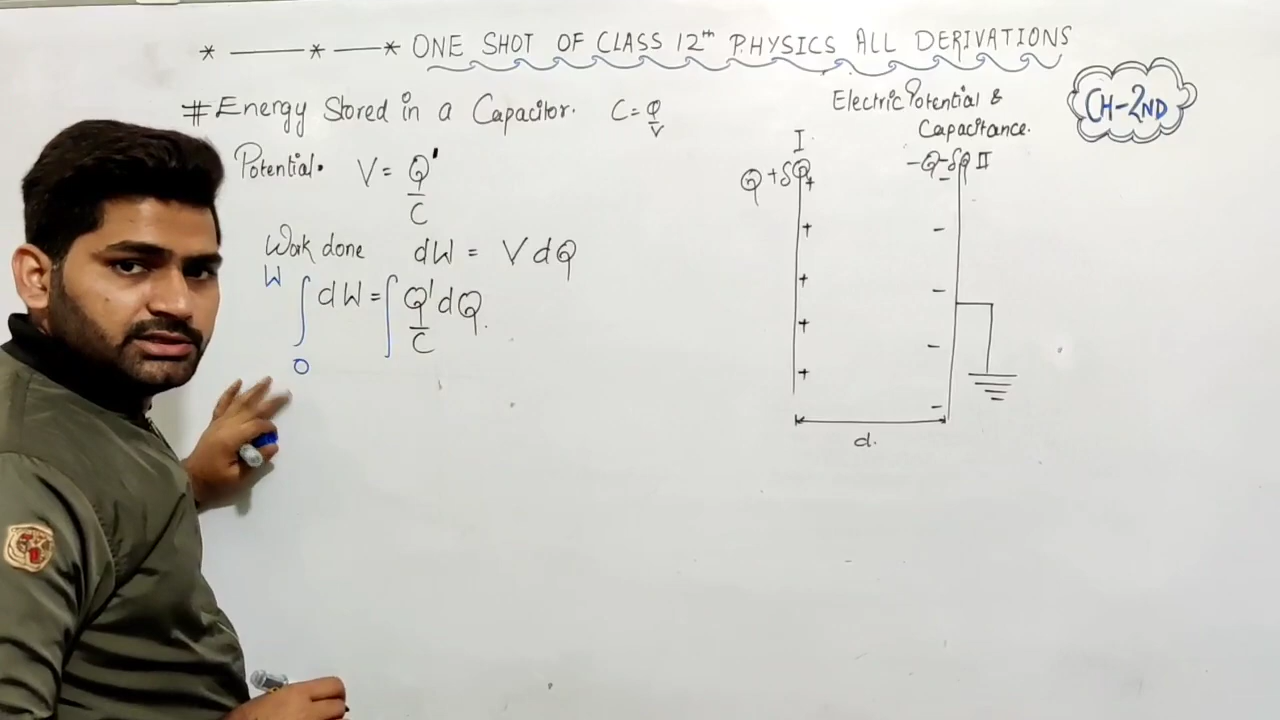 * —— * — * ONE SHOT OF CLASS 12th PHYSICS ALL DERIVATIONS
# Energy Stored in a Capacitor. C = Q/V
Electric Potential &
Capacitance.
CH-2ND
Potential. V = Q'/C
Work done dW = V dQ
W
∫ dW = ∫ Q'/C dQ.
0
I
Q + δQ
-Q-δQ II
+ -
+ -
+ -
+ -
+ -
d.